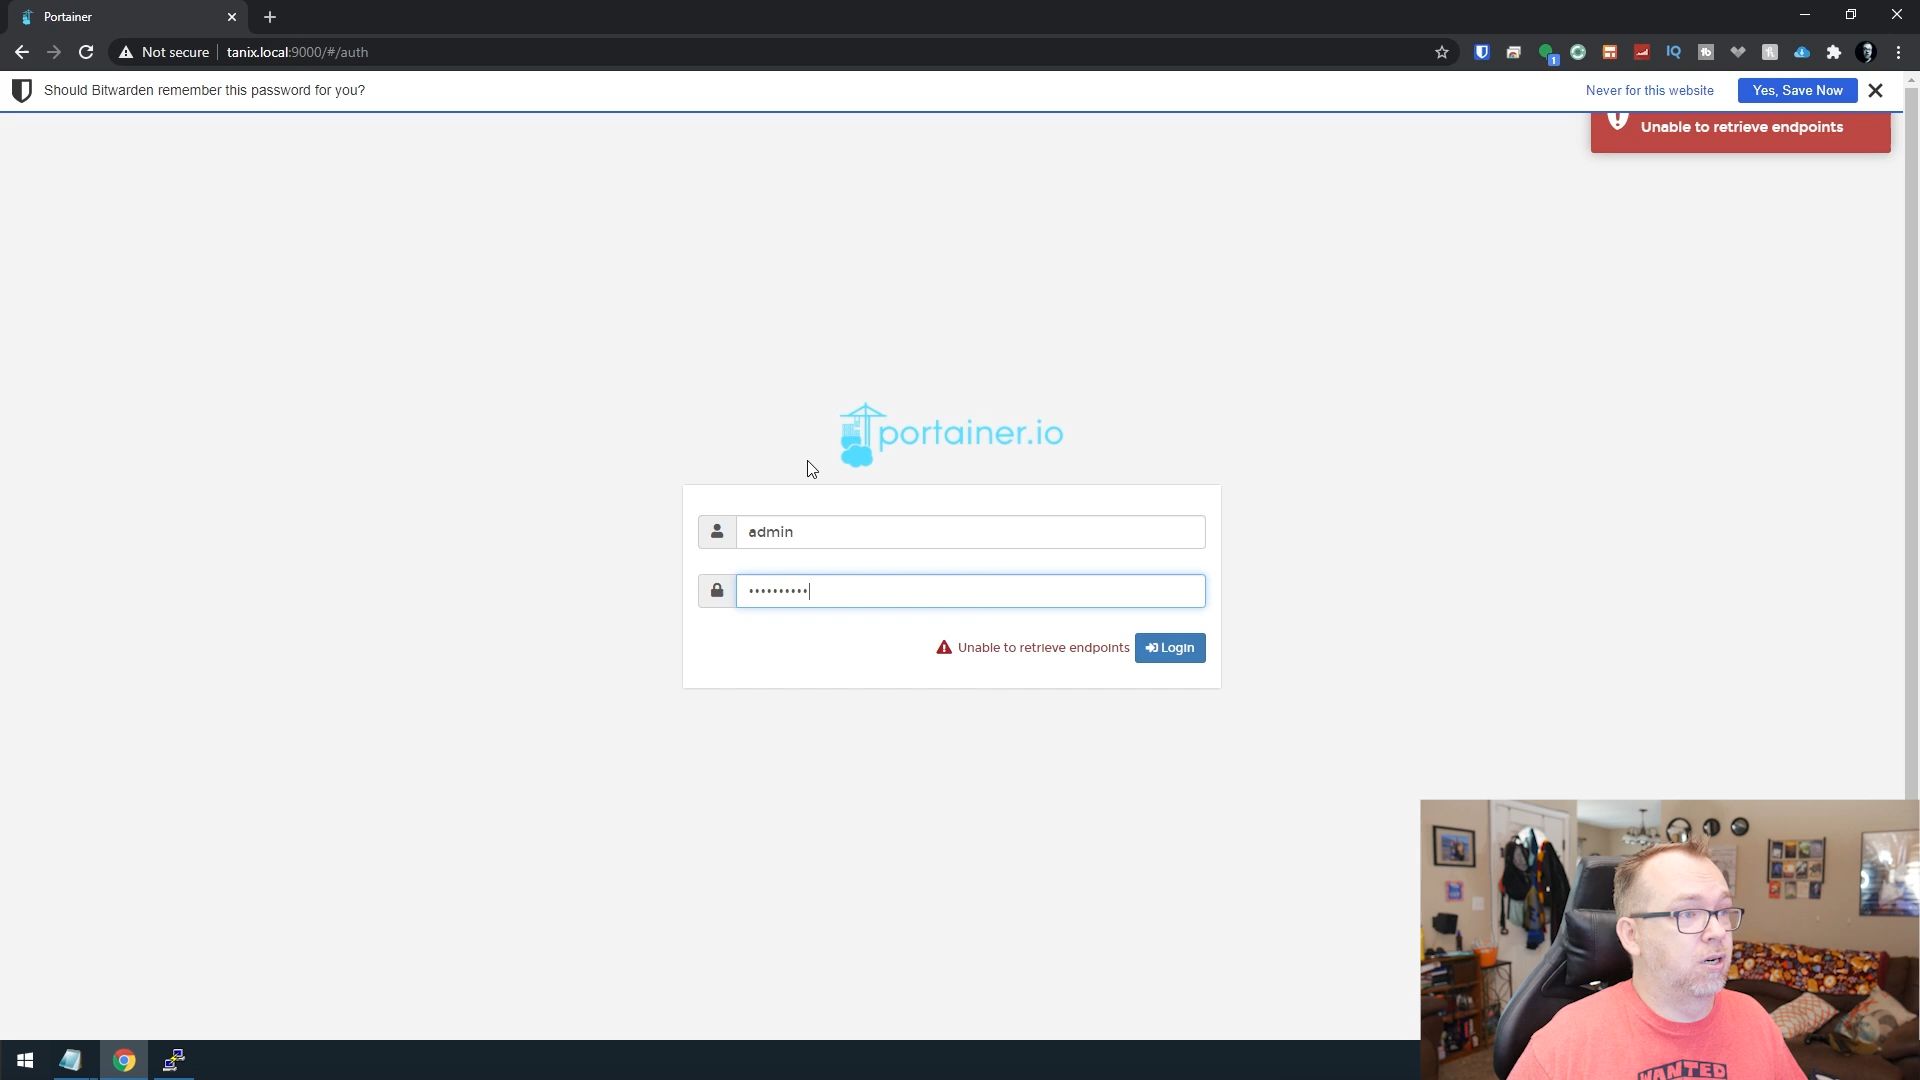 Portainer
Not secure
tanix.local:9000/#/auth
Should Bitwarden remember this password for you?
Never for this website
Yes, Save Now
Unable to retrieve endpoints
portainer.io
admin
Unable to retrieve endpoints
Login
WANTED